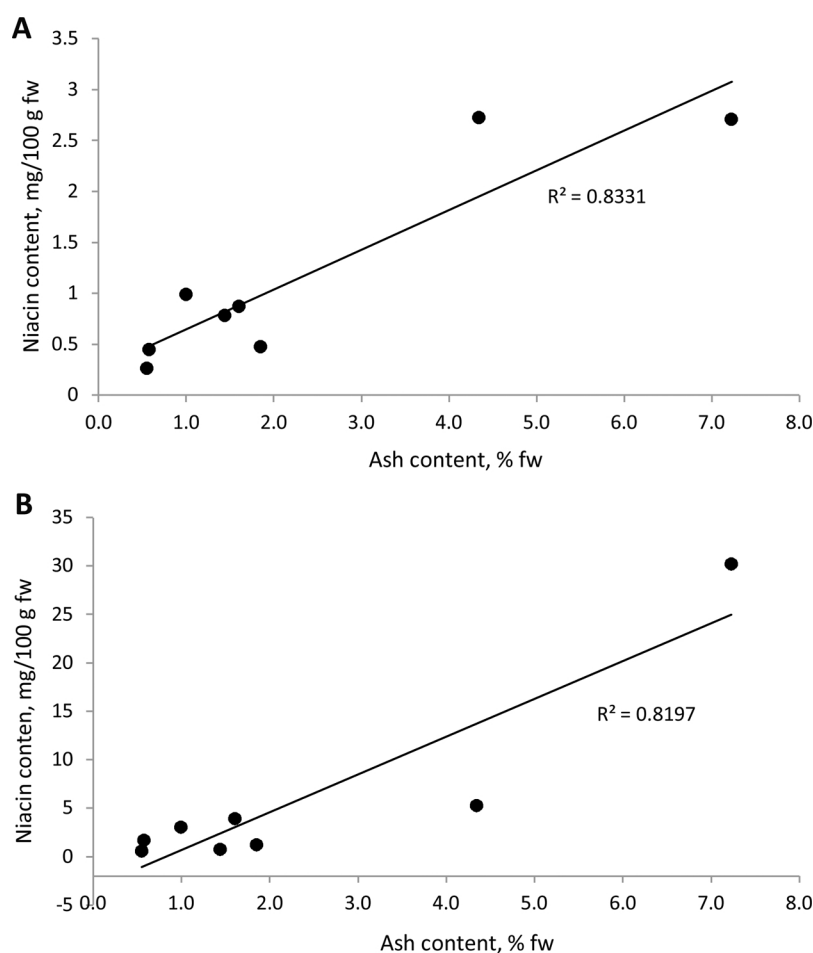 A
3.5
3
2.5
2
1.5
1
0.5
0
Niacin content, mg/100 g fw
R² = 0.8331
0.0 1.0 2.0 3.0 4.0 5.0 6.0 7.0 8.0
Ash content, % fw
B
35
30
25
20
15
10
5
0
-5
Niacin conten, mg/100 g fw
R² = 0.8197
0.0 1.0 2.0 3.0 4.0 5.0 6.0 7.0 8.0
Ash content, % fw